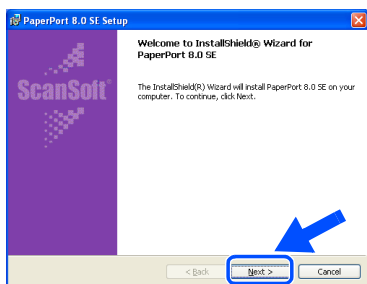 PaperPort 8.0 SE Setup
Welcome to InstallShield® Wizard for
PaperPort 8.0 SE
ScanSoft®
The InstallShield(R) Wizard will install PaperPort 8.0 SE on your
computer. To continue, click Next.
< Back
Next >
Cancel